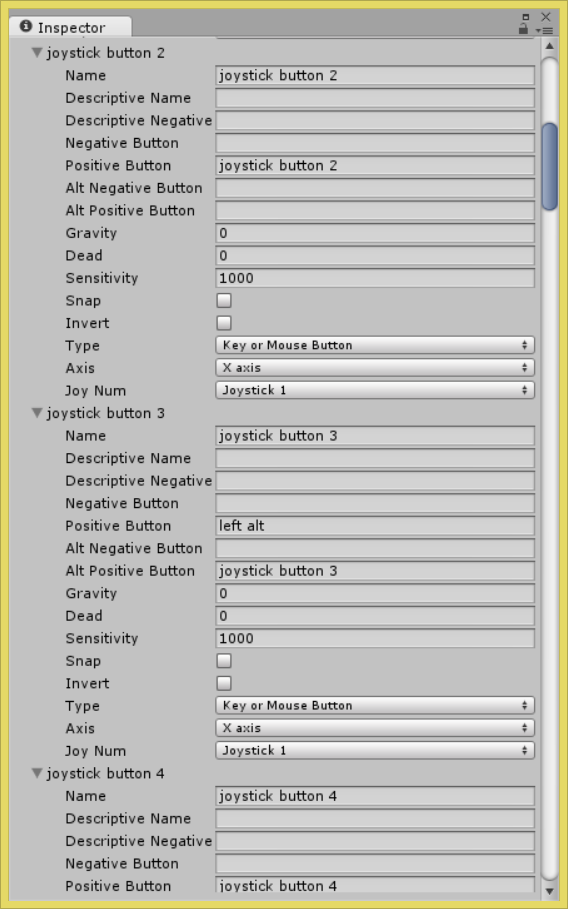 Inspector
joystick button 2
Name joystick button 2
Descriptive Name
Descriptive Negative
Negative Button
Positive Button joystick button 2
Alt Negative Button
Alt Positive Button
Gravity 0
Dead 0
Sensitivity 1000
Snap
Invert
Type Key or Mouse Button
Axis X axis
Joy Num Joystick 1
joystick button 3
Name joystick button 3
Descriptive Name
Descriptive Negative
Negative Button
Positive Button left alt
Alt Negative Button
Alt Positive Button joystick button 3
Gravity 0
Dead 0
Sensitivity 1000
Snap
Invert
Type Key or Mouse Button
Axis X axis
Joy Num Joystick 1
joystick button 4
Name joystick button 4
Descriptive Name
Descriptive Negative
Negative Button
Positive Button joystick button 4